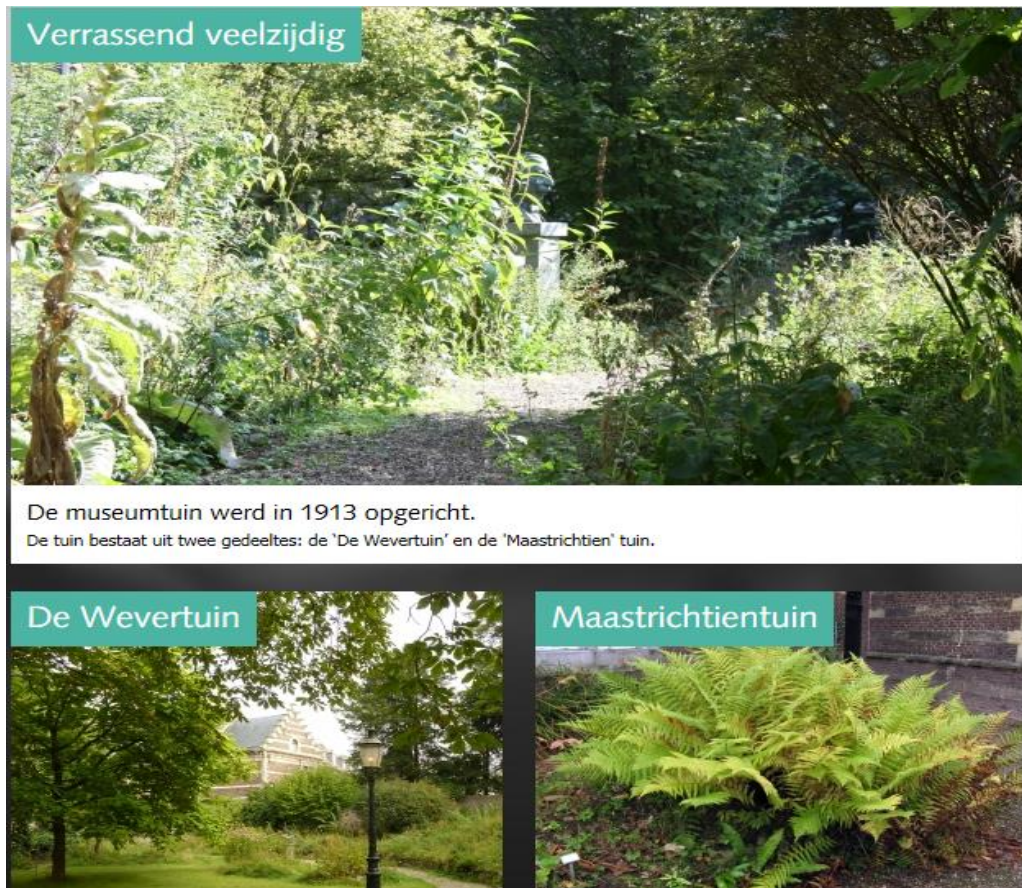 Verrassend veelzijdig
De museumtuin werd in 1913 opgericht.
De tuin bestaat uit twee gedeeltes: de ‘De Wevertuin’ en de 'Maastrichtien' tuin.
De Wevertuin
Maastrichtientuin